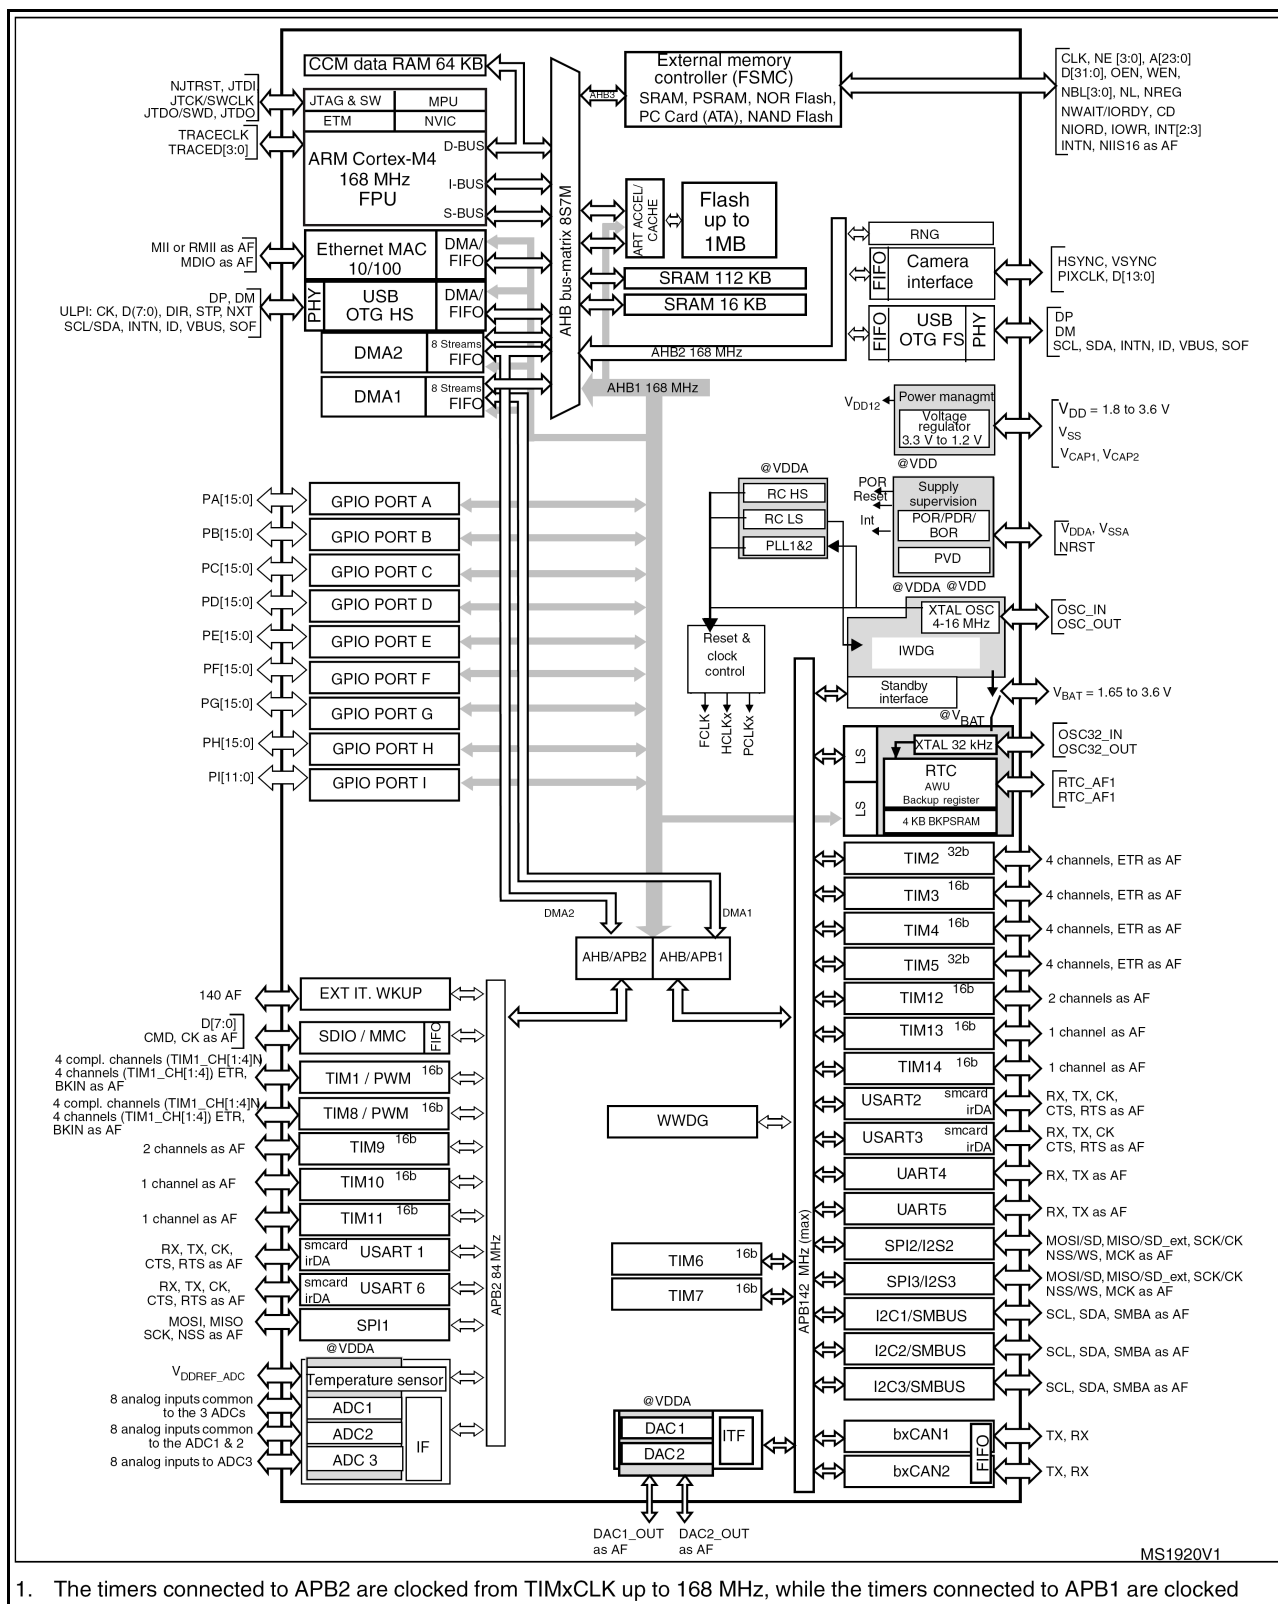 CCM data RAM 64 KB
NJTRST, JTDI
JTCK/SWCLK
JTDO/SWD, JTDO
TRACECLK
TRACED[3:0]
JTAG & SW
MPU
ETM
NVIC
ARM Cortex-M4
168 MHz
FPU
D-BUS
I-BUS
S-BUS
MII or RMII as AF
MDIO as AF
Ethernet MAC
10/100
DMA/
FIFO
DP, DM
ULPI: CK, D(7:0), DIR, STP, NXT
SCL/SDA, INTN, ID, VBUS, SOF
PHY
USB
OTG HS
DMA/
FIFO
DMA2
8 Streams
FIFO
DMA1
8 Streams
FIFO
AHB bus-matrix 8S7M
AHB3
External memory
controller (FSMC)
SRAM, PSRAM, NOR Flash,
PC Card (ATA), NAND Flash
CLK, NE [3:0], A[23:0]
D[31:0], OEN, WEN,
NBL[3:0], NL, NREG
NWAIT/IORDY, CD
NIORD, IOWR, INT[2:3]
INTN, NIIS16 as AF
ART ACCEL/
CACHE
Flash
up to
1MB
SRAM 112 KB
SRAM 16 KB
AHB2 168 MHz
AHB1 168 MHz
RNG
FIFO
Camera
interface
HSYNC, VSYNC
PIXCLK, D[13:0]
FIFO
USB
OTG FS
PHY
DP
DM
SCL, SDA, INTN, ID, VBUS, SOF
VDD12
Power managmt
Voltage
regulator
3.3 V to 1.2 V
@VDD
VDD = 1.8 to 3.6 V
VSS
VCAP1, VCAP2
@VDDA
RC HS
RC LS
PLL1&2
POR
Reset
Int
Supply
supervision
POR/PDR/
BOR
PVD
VDDA, VSSA
NRST
@VDDA @VDD
XTAL OSC
4-16 MHz
OSC_IN
OSC_OUT
IWDG
Reset &
clock
control
FCLK
HCLKx
PCLKx
Standby
interface
VBAT = 1.65 to 3.6 V
@VBAT
LS
LS
XTAL 32 kHz
OSC32_IN
OSC32_OUT
RTC
AWU
Backup register
4 KB BKPSRAM
RTC_AF1
RTC_AF1
PA[15:0]
GPIO PORT A
PB[15:0]
GPIO PORT B
PC[15:0]
GPIO PORT C
PD[15:0]
GPIO PORT D
PE[15:0]
GPIO PORT E
PF[15:0]
GPIO PORT F
PG[15:0]
GPIO PORT G
PH[15:0]
GPIO PORT H
PI[11:0]
GPIO PORT I
DMA2
DMA1
AHB/APB2
AHB/APB1
TIM2 32b
4 channels, ETR as AF
TIM3 16b
4 channels, ETR as AF
TIM4 16b
4 channels, ETR as AF
TIM5 32b
4 channels, ETR as AF
TIM12 16b
2 channels as AF
TIM13 16b
1 channel as AF
TIM14 16b
1 channel as AF
USART2 smcard
irDA
RX, TX, CK,
CTS, RTS as AF
USART3 smcard
irDA
RX, TX, CK
CTS, RTS as AF
UART4
RX, TX as AF
UART5
RX, TX as AF
SPI2/I2S2
MOSI/SD, MISO/SD_ext, SCK/CK
NSS/WS, MCK as AF
SPI3/I2S3
MOSI/SD, MISO/SD_ext, SCK/CK
NSS/WS, MCK as AF
I2C1/SMBUS
SCL, SDA, SMBA as AF
I2C2/SMBUS
SCL, SDA, SMBA as AF
I2C3/SMBUS
SCL, SDA, SMBA as AF
bxCAN1
TX, RX
bxCAN2
TX, RX
FIFO
140 AF
EXT IT. WKUP
D[7:0]
CMD, CK as AF
SDIO / MMC
FIFO
4 compl. channels (TIM1_CH[1:4]N
4 channels (TIM1_CH[1:4]) ETR,
BKIN as AF
TIM1 / PWM 16b
4 compl. channels (TIM1_CH[1:4]N
4 channels (TIM1_CH[1:4]) ETR,
BKIN as AF
TIM8 / PWM 16b
2 channels as AF
TIM9 16b
1 channel as AF
TIM10 16b
1 channel as AF
TIM11 16b
RX, TX, CK,
CTS, RTS as AF
smcard
irDA
USART 1
RX, TX, CK,
CTS, RTS as AF
smcard
irDA
USART 6
MOSI, MISO
SCK, NSS as AF
SPI1
@VDDA
VDDREF_ADC
Temperature sensor
8 analog inputs common
to the 3 ADCs
ADC1
8 analog inputs common
to the ADC1 & 2
ADC2
8 analog inputs to ADC3
ADC 3
IF
APB2 84 MHz
WWDG
TIM6 16b
TIM7 16b
APB142 MHz (max)
@VDDA
DAC1
DAC2
ITF
DAC1_OUT
as AF
DAC2_OUT
as AF
MS1920V1
1. The timers connected to APB2 are clocked from TIMxCLK up to 168 MHz, while the timers connected to APB1 are clocked